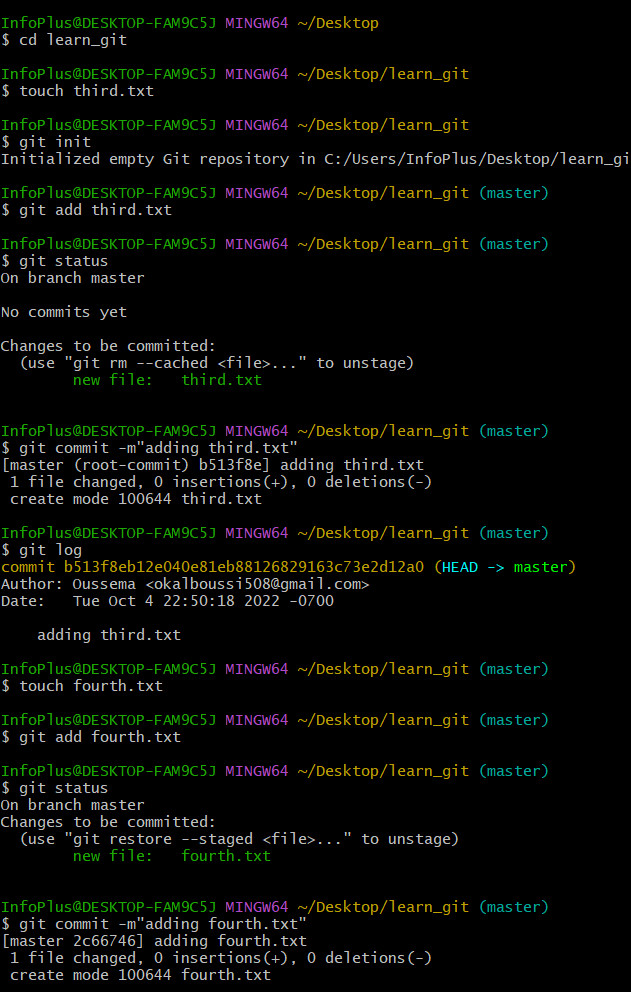 InfoPlus@DESKTOP-FAM9C5J MINGW64 ~/Desktop
$ cd learn_git
InfoPlus@DESKTOP-FAM9C5J MINGW64 ~/Desktop/learn_git
$ touch third.txt
InfoPlus@DESKTOP-FAM9C5J MINGW64 ~/Desktop/learn_git
$ git init
Initialized empty Git repository in C:/Users/InfoPlus/Desktop/learn_gi
InfoPlus@DESKTOP-FAM9C5J MINGW64 ~/Desktop/learn_git (master)
$ git add third.txt
InfoPlus@DESKTOP-FAM9C5J MINGW64 ~/Desktop/learn_git (master)
$ git status
On branch master
No commits yet
Changes to be committed:
  (use "git rm --cached <file>..." to unstage)
        new file:   third.txt
InfoPlus@DESKTOP-FAM9C5J MINGW64 ~/Desktop/learn_git (master)
$ git commit -m"adding third.txt"
[master (root-commit) b513f8e] adding third.txt
 1 file changed, 0 insertions(+), 0 deletions(-)
 create mode 100644 third.txt
InfoPlus@DESKTOP-FAM9C5J MINGW64 ~/Desktop/learn_git (master)
$ git log
commit b513f8eb12e040e81eb88126829163c73e2d12a0 (HEAD -> master)
Author: Oussema <okalboussi508@gmail.com>
Date:   Tue Oct 4 22:50:18 2022 -0700
    adding third.txt
InfoPlus@DESKTOP-FAM9C5J MINGW64 ~/Desktop/learn_git (master)
$ touch fourth.txt
InfoPlus@DESKTOP-FAM9C5J MINGW64 ~/Desktop/learn_git (master)
$ git add fourth.txt
InfoPlus@DESKTOP-FAM9C5J MINGW64 ~/Desktop/learn_git (master)
$ git status
On branch master
Changes to be committed:
  (use "git restore --staged <file>..." to unstage)
        new file:   fourth.txt
InfoPlus@DESKTOP-FAM9C5J MINGW64 ~/Desktop/learn_git (master)
$ git commit -m"adding fourth.txt"
[master 2c66746] adding fourth.txt
 1 file changed, 0 insertions(+), 0 deletions(-)
 create mode 100644 fourth.txt